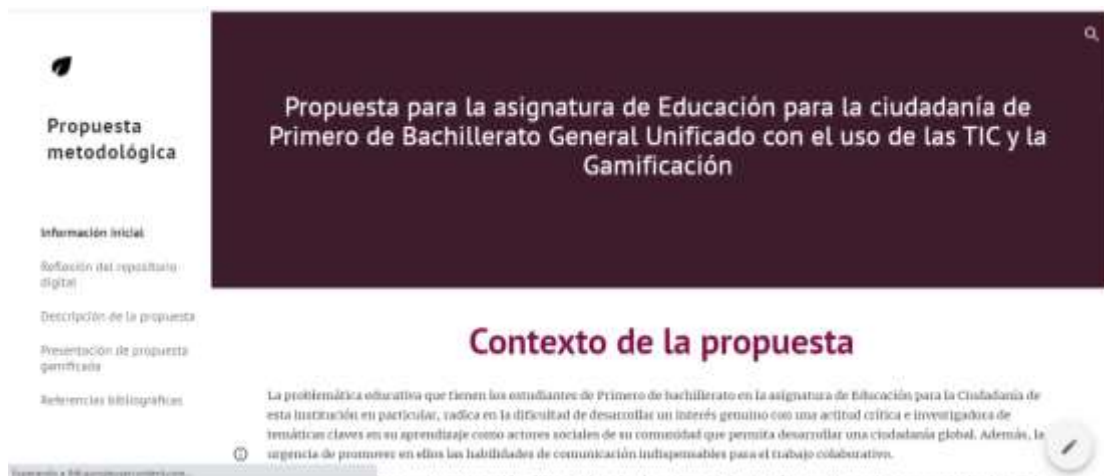 Propuesta
metodológica
Información inicial
Reflexión del repositorio
digital
Descripción de la propuesta
Presentación de propuesta
gamificada
Referencias bibliográficas
Propuesta para la asignatura de Educación para la ciudadanía de
Primero de Bachillerato General Unificado con el uso de las TIC y la
Gamificación
Contexto de la propuesta
La problemática educativa que tienen los estudiantes de Primero de bachillerato en la asignatura de Educación para la Ciudadanía de
esta institución en particular, radica en la dificultad de desarrollar un interés genuino con una actitud crítica e investigadora de
temáticas claves en su aprendizaje como actores sociales de su comunidad que permita desarrollar una ciudadanía global. Además, la
urgencia de promover en ellos las habilidades de comunicación indispensables para el trabajo colaborativo.